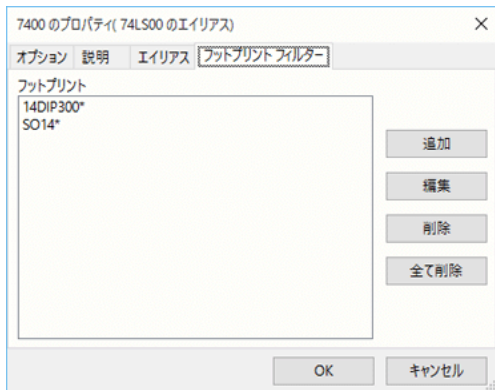 7400 のプロパティ( 74LS00 のエイリアス)
オプション 説明 エイリアス フットプリント フィルター
フットプリント
14DIP300*
SO14*
追加
編集
削除
全て削除
OK キャンセル